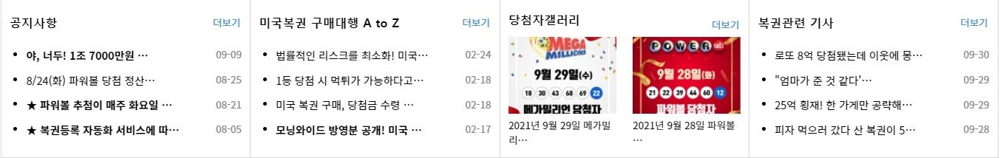 공지사항 더보기
야, 너두! 1조 7000만원 … 09-09
8/24(화) 파워볼 당첨 정산… 08-25
★ 파워볼 추첨이 매주 화요일 … 08-21
★ 복권등록 자동화 서비스에 따… 08-05
미국복권 구매대행 A to Z 더보기
법률적인 리스크를 최소화! 미국… 02-24
1등 당첨 시 먹튀가 가능하다고… 02-18
미국 복권 구매, 당첨금 수령 … 02-18
모닝와이드 방영분 공개! 미국 … 02-17
당첨자갤러리 더보기
MEGA
MILLIONS
9월 29일(수)
18 30 43 68 69 22
메가밀리언 당첨자
2021년 9월 29일 메가밀
리…
POWERBALL
9월 28일(화)
21 22 39 44 60 12
파워볼 당첨자
2021년 9월 28일 파워볼
…
복권관련 기사 더보기
로또 8억 당첨됐는데 이웃에 몽… 09-30
"엄마가 준 것 같다'… 09-29
25억 횡재! 한 가게만 공략해… 09-29
피자 먹으러 갔다 산 복권이 5… 09-28